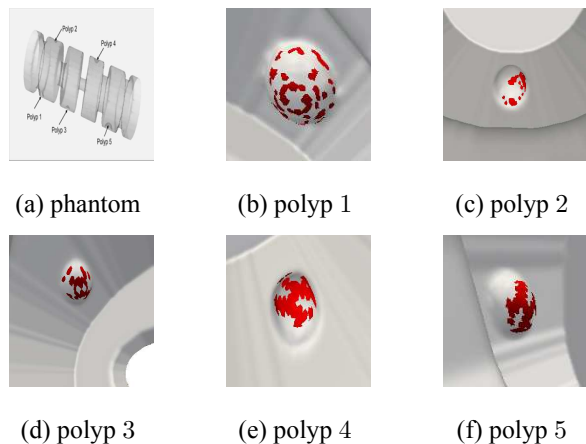 Polyp 2
Polyp 4
Polyp 1
Polyp 3
Polyp 5
(a) phantom
(b) polyp 1
(c) polyp 2
(d) polyp 3
(e) polyp 4
(f) polyp 5